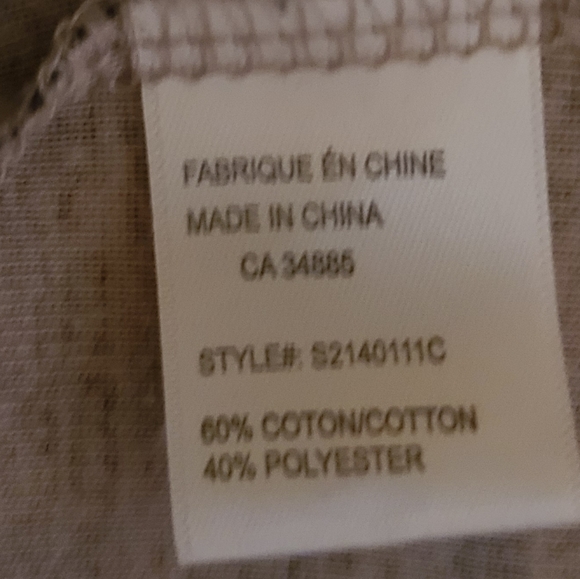 FABRIQUE ÉN CHINE
MADE IN CHINA
CA 34885
STYLE#: S2140111C
60% COTON/COTTON
40% POLYESTER